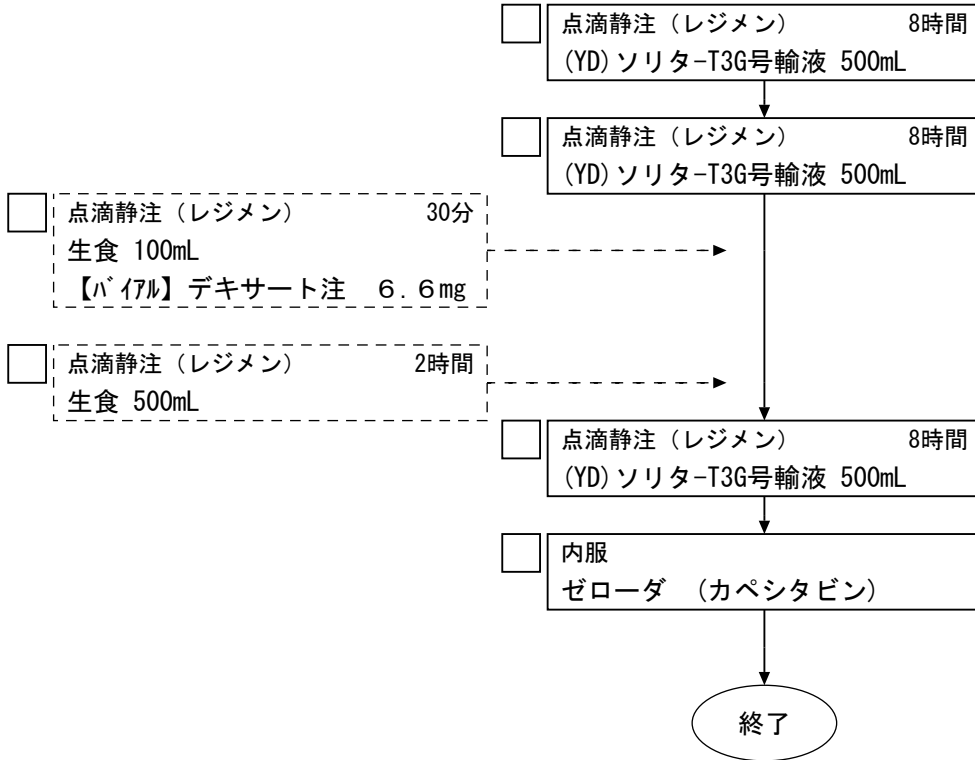 点滴静注（レジメン） 8時間
(YD)ソリタ-T3G号輸液 500mL
点滴静注（レジメン） 8時間
(YD)ソリタ-T3G号輸液 500mL
点滴静注（レジメン） 30分
生食 100mL
【ﾊﾞｲｱﾙ】デキサート注 ６.６mg
点滴静注（レジメン） 2時間
生食 500mL
点滴静注（レジメン） 8時間
(YD)ソリタ-T3G号輸液 500mL
内服
ゼローダ （カペシタビン）
終了